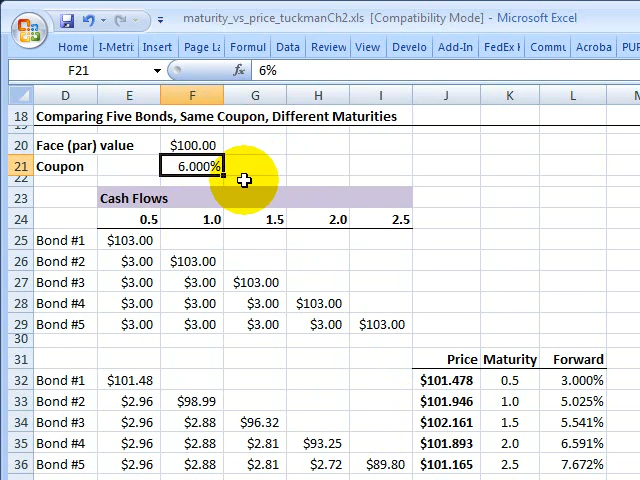 maturity_vs_price_tuckmanCh2.xls [Compatibility Mode] - Microsoft Excel
Home I-Metri Insert Page La Formul Data Review View Develo Add-In FedEx Commu Acroba PUP
F21 fx 6%
D E F G H I J K L M
18 Comparing Five Bonds, Same Coupon, Different Maturities
19
20 Face (par) value $100.00
21 Coupon 6.000%
22
23 Cash Flows
24 0.5 1.0 1.5 2.0 2.5
25 Bond #1 $103.00
26 Bond #2 $3.00 $103.00
27 Bond #3 $3.00 $3.00 $103.00
28 Bond #4 $3.00 $3.00 $3.00 $103.00
29 Bond #5 $3.00 $3.00 $3.00 $3.00 $103.00
30
31 Price Maturity Forward
32 Bond #1 $101.48 $101.478 0.5 3.000%
33 Bond #2 $2.96 $98.99 $101.946 1.0 5.025%
34 Bond #3 $2.96 $2.88 $96.32 $102.161 1.5 5.541%
35 Bond #4 $2.96 $2.88 $2.81 $93.25 $101.893 2.0 6.591%
36 Bond #5 $2.96 $2.88 $2.81 $2.72 $89.80 $101.165 2.5 7.672%